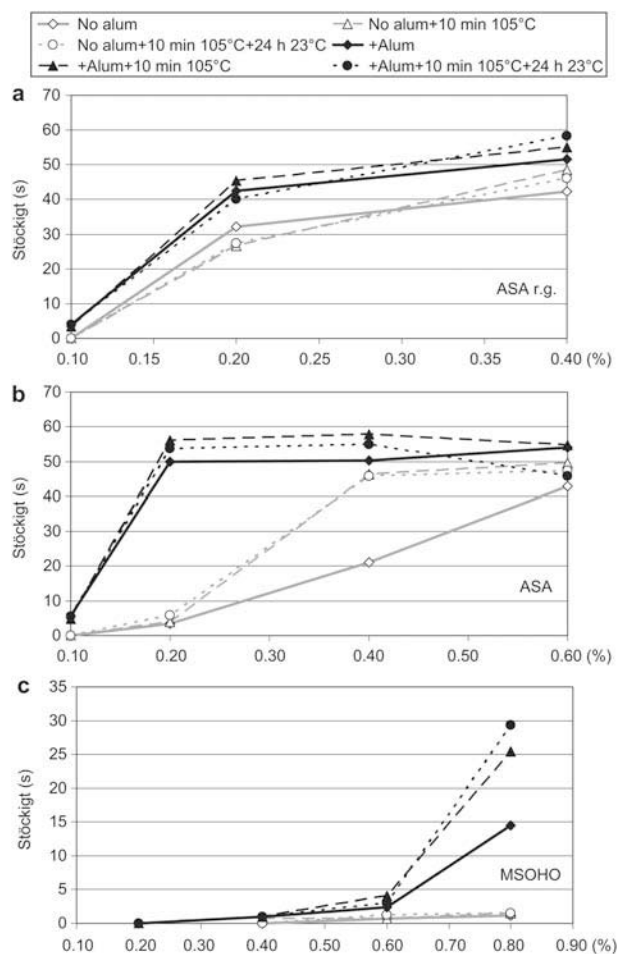 No alum
No alum+10 min 105°C
No alum+10 min 105°C+24 h 23°C
+Alum
+Alum+10 min 105°C
+Alum+10 min 105°C+24 h 23°C
a
70
60
50
40
30
20
10
0
Stöckigt (s)
ASA r.g.
0.10 0.15 0.20 0.25 0.30 0.35 0.40 (%)
b
70
60
50
40
30
20
10
0
Stöckigt (s)
ASA
0.10 0.20 0.30 0.40 0.50 0.60 (%)
c
35
30
25
20
15
10
5
0
Stöckigt (s)
MSOHO
0.10 0.20 0.30 0.40 0.50 0.60 0.70 0.80 0.90 (%)